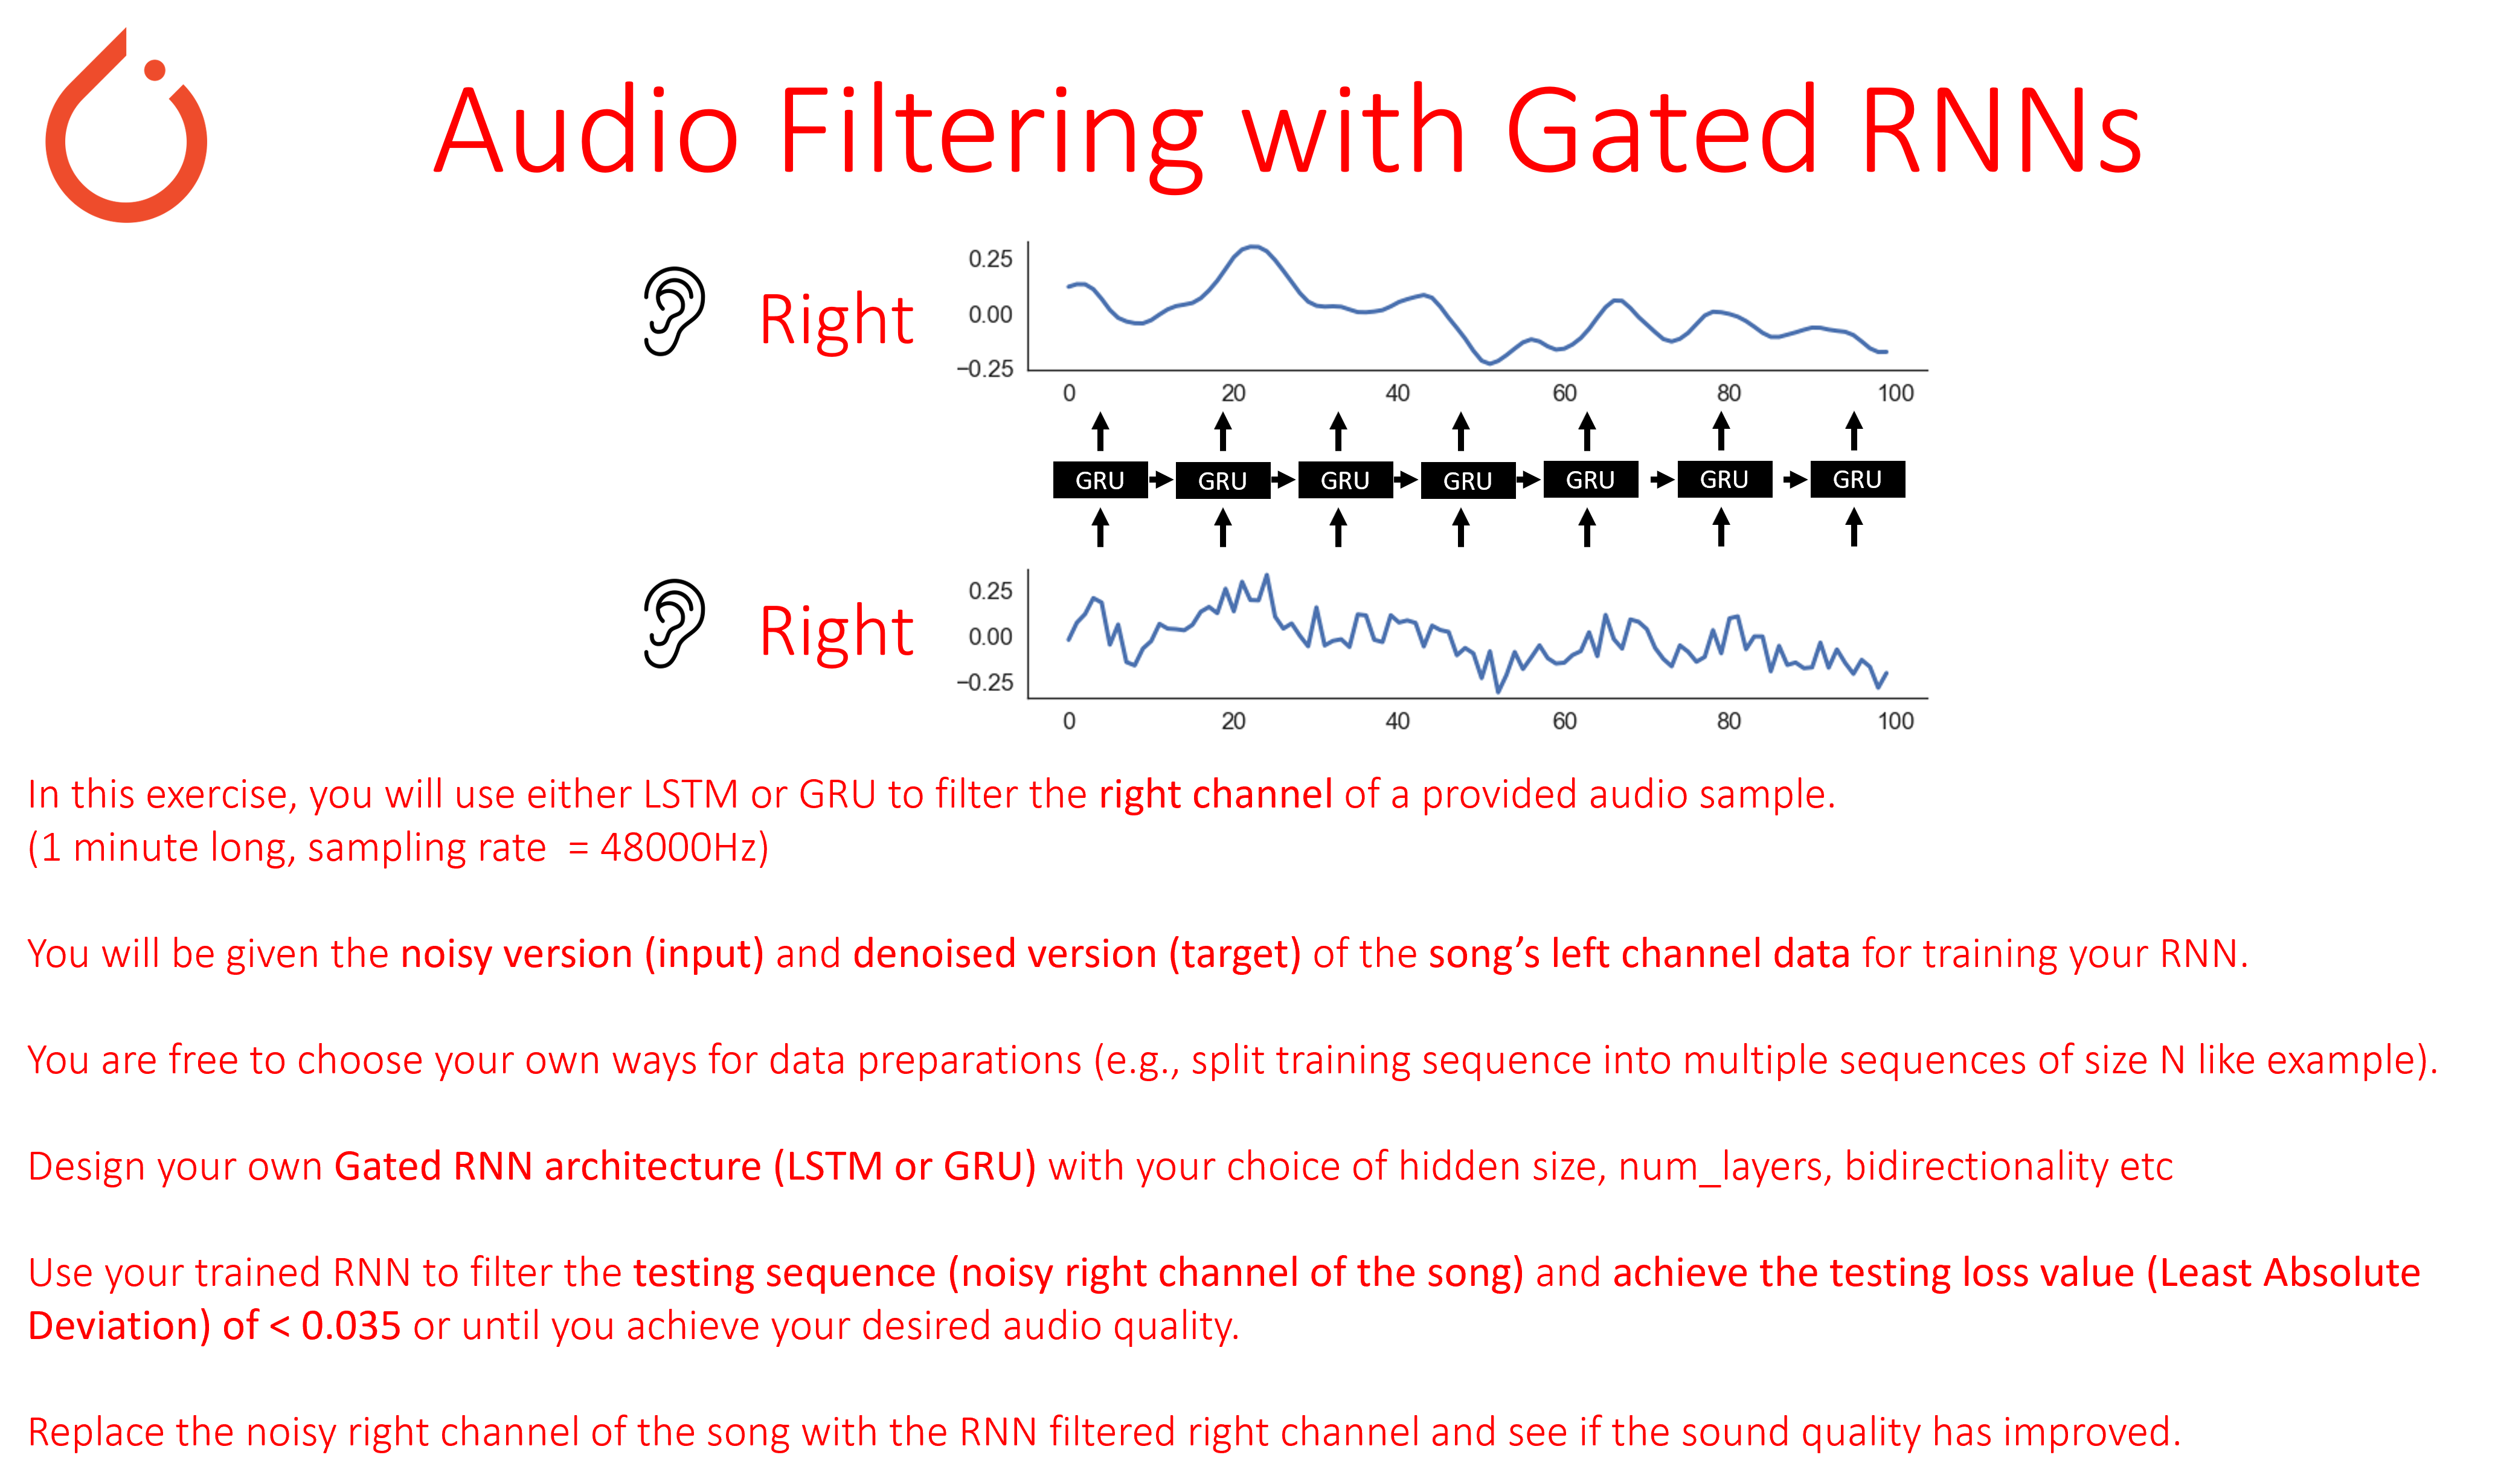 Audio Filtering with Gated RNNs
Right
0.25
0.00
−0.25
0 20 40 60 80 100
GRU GRU GRU GRU GRU GRU GRU
Right
0.25
0.00
−0.25
0 20 40 60 80 100
In this exercise, you will use either LSTM or GRU to filter the right channel of a provided audio sample.
(1 minute long, sampling rate  = 48000Hz)
You will be given the noisy version (input) and denoised version (target) of the song’s left channel data for training your RNN.
You are free to choose your own ways for data preparations (e.g., split training sequence into multiple sequences of size N like example).
Design your own Gated RNN architecture (LSTM or GRU) with your choice of hidden size, num_layers, bidirectionality etc
Use your trained RNN to filter the testing sequence (noisy right channel of the song) and achieve the testing loss value (Least Absolute
Deviation) of < 0.035 or until you achieve your desired audio quality.
Replace the noisy right channel of the song with the RNN filtered right channel and see if the sound quality has improved.